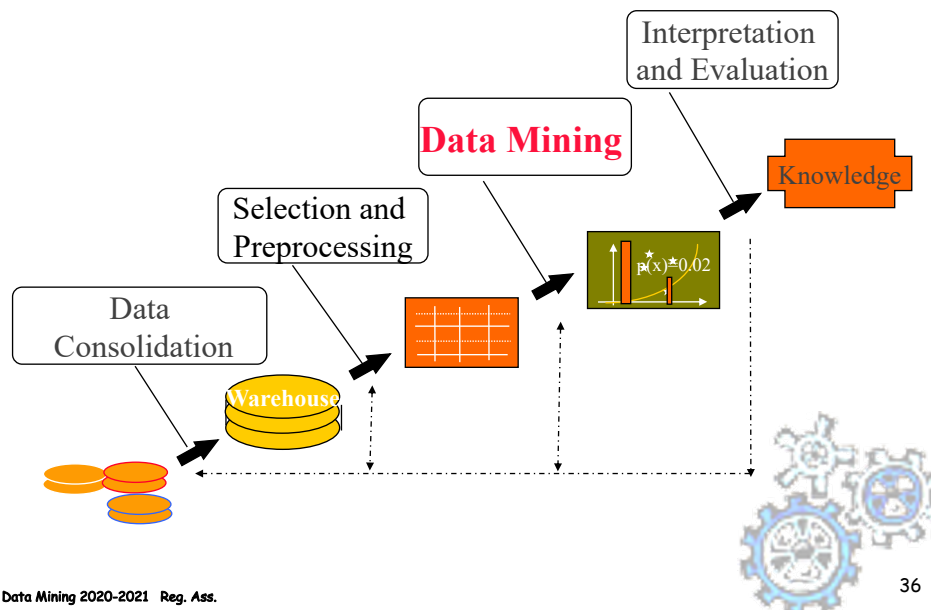 Interpretation
and Evaluation
Data Mining
Knowledge
Selection and
Preprocessing
p(x)=0.02
Data
Consolidation
Warehouse
Data Mining 2020-2021 Reg. Ass.
36